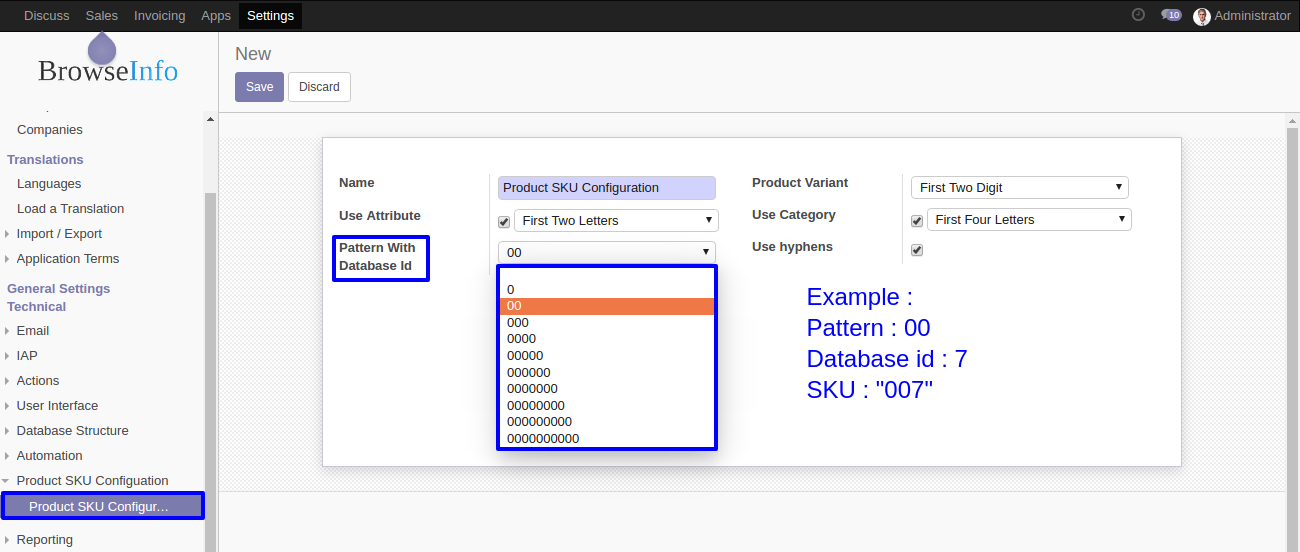 Discuss Sales Invoicing Apps Settings 10 Administrator
BrowseInfo
Companies
Translations
Languages
Load a Translation
Import / Export
Application Terms
General Settings
Technical
Email
IAP
Actions
User Interface
Database Structure
Automation
Product SKU Configuation
Product SKU Configur...
Reporting
New
Save Discard
Name Product SKU Configuration
Use Attribute First Two Letters
Pattern With
Database Id
00
0
00
000
0000
00000
000000
0000000
00000000
000000000
0000000000
Product Variant First Two Digit
Use Category First Four Letters
Use hyphens
Example :
Pattern : 00
Database id : 7
SKU : "007"